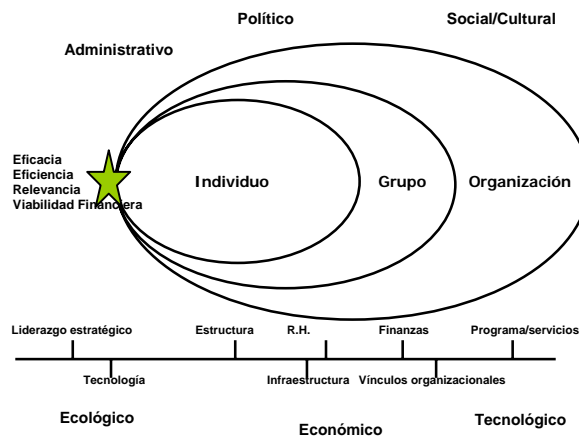 Político
Social/Cultural
Administrativo
Eficacia
Eficiencia
Relevancia
Viabilidad Financiera
Individuo
Grupo
Organización
Liderazgo estratégico
Estructura
R.H.
Finanzas
Programa/servicios
Tecnología
Infraestructura
Vínculos organizacionales
Ecológico
Económico
Tecnológico